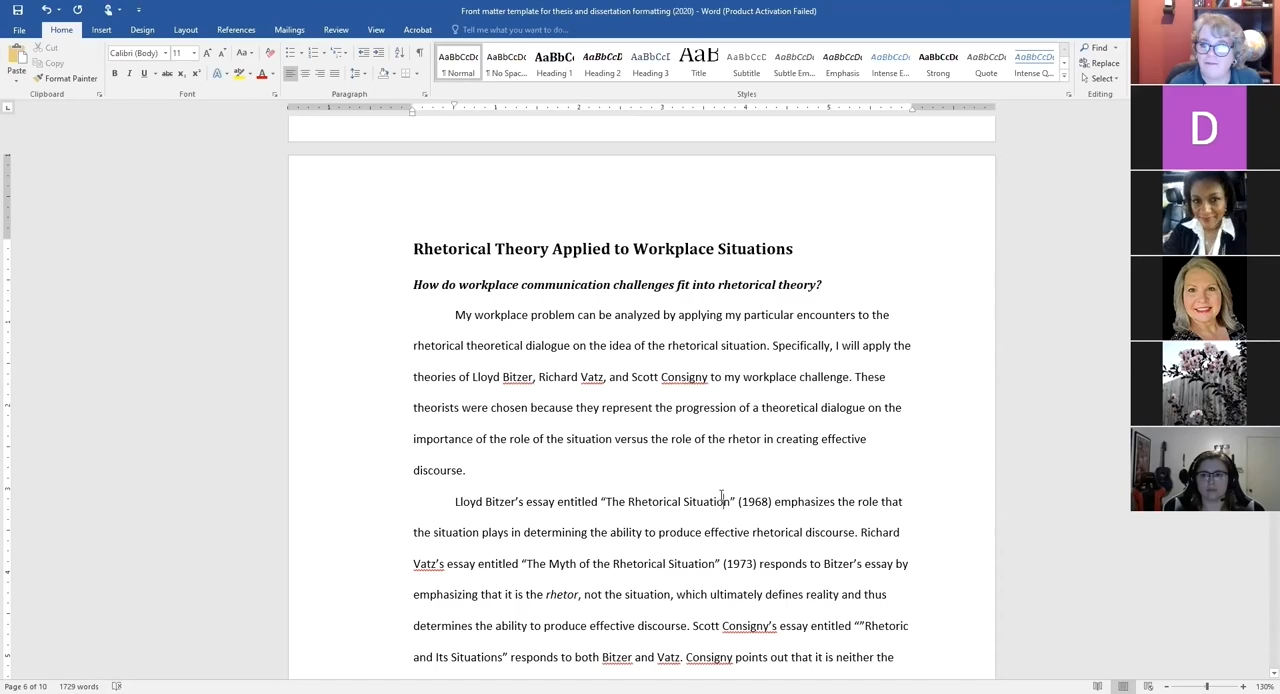 Front matter template for thesis and dissertation formatting (2020) - Word (Product Activation Failed)
File Home Insert Design Layout References Mailings Review View Acrobat Tell me what you want to do...
Paste
Cut
Copy
Format Painter
Clipboard
Calibri (Body) 11
Font
Paragraph
AaBbCcDc AaBbCcDc AaBbC AaBbCcD AaBbCcDc AaB AaBbCcD AaBbCcDc AaBbCcDc AaBbCcDc AaBbCcDc AaBbCcDc AaBbCcDc
¶ Normal ¶ No Spac... Heading 1 Heading 2 Heading 3 Title Subtitle Subtle Em... Emphasis Intense E... Strong Quote Intense Q...
Styles
Find
Replace
Select
Editing
D
Rhetorical Theory Applied to Workplace Situations
How do workplace communication challenges fit into rhetorical theory?
My workplace problem can be analyzed by applying my particular encounters to the
rhetorical theoretical dialogue on the idea of the rhetorical situation. Specifically, I will apply the
theories of Lloyd Bitzer, Richard Vatz, and Scott Consigny to my workplace challenge. These
theorists were chosen because they represent the progression of a theoretical dialogue on the
importance of the role of the situation versus the role of the rhetor in creating effective
discourse.
Lloyd Bitzer’s essay entitled “The Rhetorical Situation” (1968) emphasizes the role that
the situation plays in determining the ability to produce effective rhetorical discourse. Richard
Vatz’s essay entitled “The Myth of the Rhetorical Situation” (1973) responds to Bitzer’s essay by
emphasizing that it is the rhetor, not the situation, which ultimately defines reality and thus
determines the ability to produce effective discourse. Scott Consigny’s essay entitled “”Rhetoric
and Its Situations” responds to both Bitzer and Vatz. Consigny points out that it is neither the
Page 6 of 10 1729 words
130%